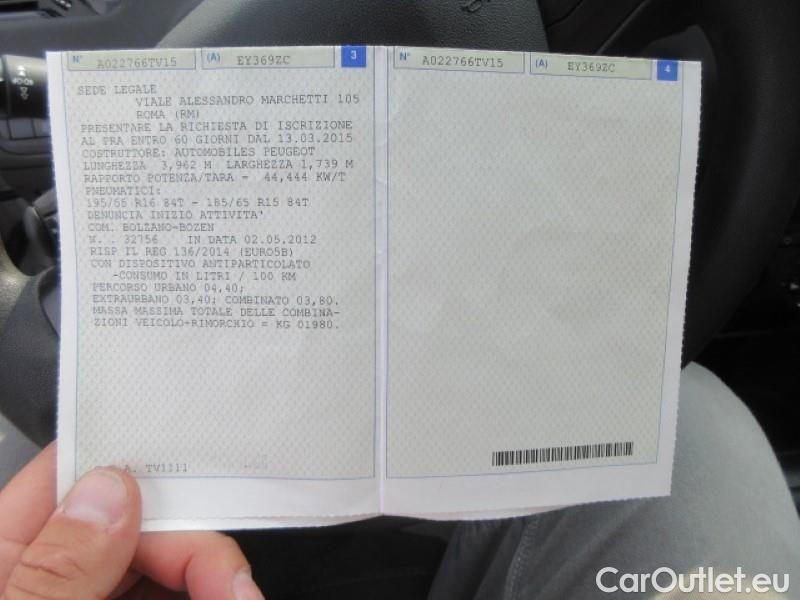 N° A022766TV15 (A) EY369ZC 3
SEDE LEGALE
VIALE ALESSANDRO MARCHETTI 105
ROMA (RM)
PRESENTARE LA RICHIESTA DI ISCRIZIONE
AL PRA ENTRO 60 GIORNI DAL 13.03.2015
COSTRUTTORE: AUTOMOBILES PEUGEOT
LUNGHEZZA 3,962 M LARGHEZZA 1,739 M
RAPPORTO POTENZA/TARA = 44,444 KW/T
PNEUMATICI:
195/55 R16 84T - 185/65 R15 84T
DENUNCIA INIZIO ATTIVITA'
COM. BOLZANO-BOZEN
N. : 32756 IN DATA 02.05.2012
RISP IL REG 136/2014 (EURO5B)
CON DISPOSITIVO ANTIPARTICOLATO
-CONSUMO IN LITRI / 100 KM
PERCORSO URBANO 04,40;
EXTRAURBANO 03,40; COMBINATO 03,80.
MASSA MASSIMA TOTALE DELLE COMBINA-
ZIONI VEICOLO+RIMORCHIO = KG 01980.
A. TV1111
N° A022766TV15 (A) EY369ZC 4
CarOutlet.eu